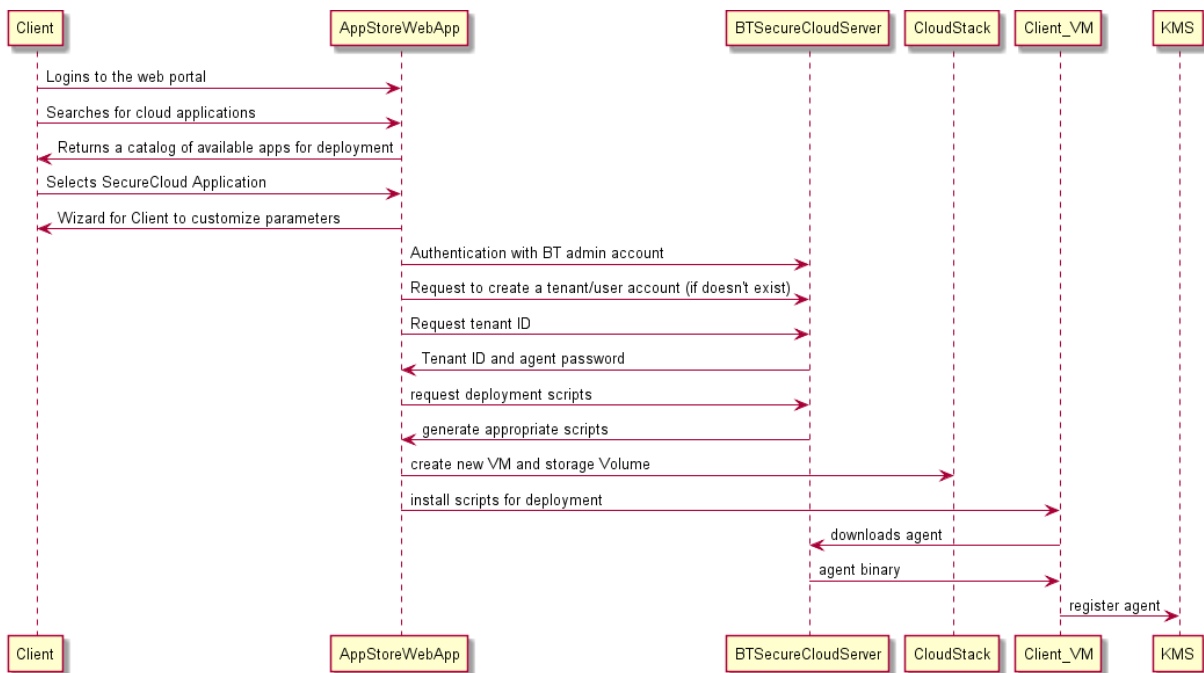 Client
AppStoreWebApp
BTSecureCloudServer
CloudStack
Client_VM
KMS
Logins to the web portal
Searches for cloud applications
Returns a catalog of available apps for deployment
Selects SecureCloud Application
Wizard for Client to customize parameters
Authentication with BT admin account
Request to create a tenant/user account (if doesn't exist)
Request tenant ID
Tenant ID and agent password
request deployment scripts
generate appropriate scripts
create new VM and storage Volume
install scripts for deployment
downloads agent
agent binary
register agent
Client
AppStoreWebApp
BTSecureCloudServer
CloudStack
Client_VM
KMS